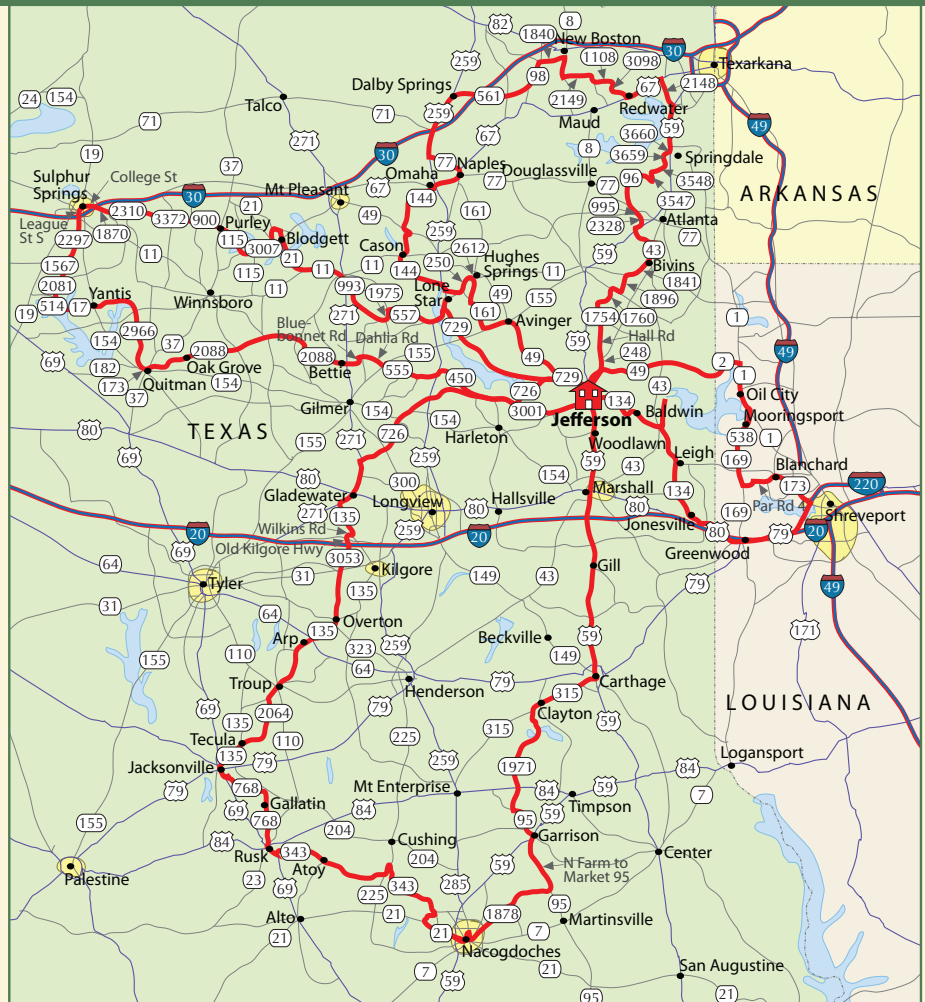 82
8
1840
New Boston
30
1108
3098
Texarkana
259
98
Dalby Springs
67
2148
24
154
Talco
561
2149
Redwater
49
71
71
259
Maud
59
271
67
3660
19
30
8
3659
Springdale
37
77
Naples
Douglassville
96
3548
Sulphur
Springs
College St
Mt Pleasant
67
Omaha
77
77
ARKANSAS
30
144
995
3547
League
St S
2310
3372
900
21
49
161
2328
Atlanta
1870
Purley
2297
115
Blodgett
259
77
3007
Cason
2612
59
43
11
21
11
250
Hughes
Springs
Bivins
1567
115
11
144
11
1841
2081
993
1975
Lone
Star
49
155
1896
Yantis
Winnsboro
11
19
514
17
271
557
161
1754
1760
1
2966
Blue-
bonnet Rd
Dahlia Rd
729
Avinger
59
Hall Rd
154
37
2088
155
49
248
49
69
182
Oak Grove
2088
Bettie
555
729
49
2
1
173
Quitman
154
450
726
43
37
Gilmer
154
3001
134
Oil City
Jefferson
Baldwin
Mooringsport
80
TEXAS
726
154
Harleton
Woodlawn
538
1
69
155
271
259
59
43
Leigh
169
Blanchard
80
300
154
173
220
Gladewater
Longview
Hallsville
Marshall
134
Par Rd 4
271
135
80
80
Jonesville
169
Shreveport
20
Wilkins Rd
259
20
80
79
20
69
Old Kilgore Hwy
Greenwood
64
3053
Kilgore
Gill
Tyler
31
135
149
43
79
49
31
64
Overton
135
Beckville
59
171
Arp
323
259
155
110
64
149
Troup
Henderson
79
Carthage
315
LOUISIANA
69
2064
79
Clayton
59
135
225
315
Tecula
110
Logansport
135
79
259
1971
84
Jacksonville
768
Mt Enterprise
84
59
7
79
Gallatin
Timpson
69
84
59
155
768
204
Cushing
95
Garrison
84
Rusk
343
204
59
Center
Palestine
Atoy
N Farm to
Market 95
23
69
225
343
285
95
Alto
21
1878
Martinsville
21
21
7
Nacogdoches
7
59
21
San Augustine
95
21